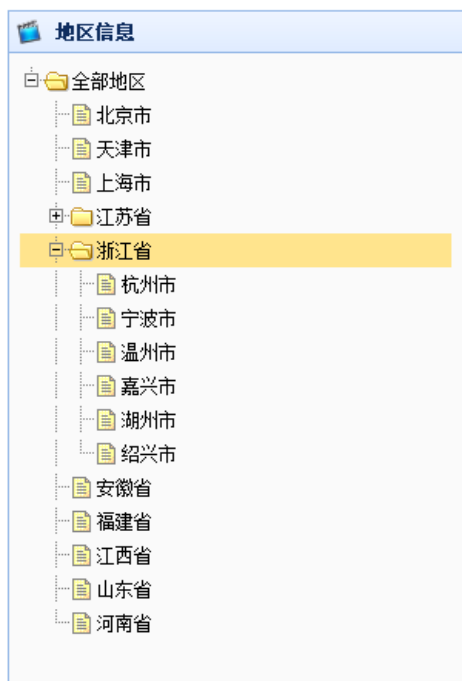 地区信息
全部地区
北京市
天津市
上海市
江苏省
浙江省
杭州市
宁波市
温州市
嘉兴市
湖州市
绍兴市
安徽省
福建省
江西省
山东省
河南省